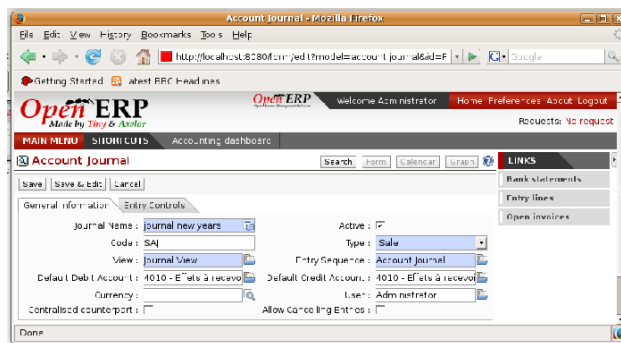 Account Journal - Mozilla Firefox
File Edit View History Bookmarks Tools Help
http://localhost:8080/form/edit?model=account.journal&id=F Google
Getting Started Latest BBC Headlines
Open ERP Open ERP Welcome Administrator Home Preferences About Logout
Made by Tiny & Axelor Requests: No request
MAIN MENU SHORTCUTS Accounting dashboard
Account Journal Search Form Calendar Graph LINKS
Save Save & Edit Cancel Bank statements
General Information Entry Controls Entry lines
Journal Name : journal new years Active : Open invoices
Code : SAJ Type : Sale
View : Journal View Entry Sequence : Account Journal
Default Debit Account : 4010 - Effets à recevoi Default Credit Account : 4010 - Effets à recevoi
Currency : User : Administrator
Centralised counterpart : Allow Cancelling Entries :
Done